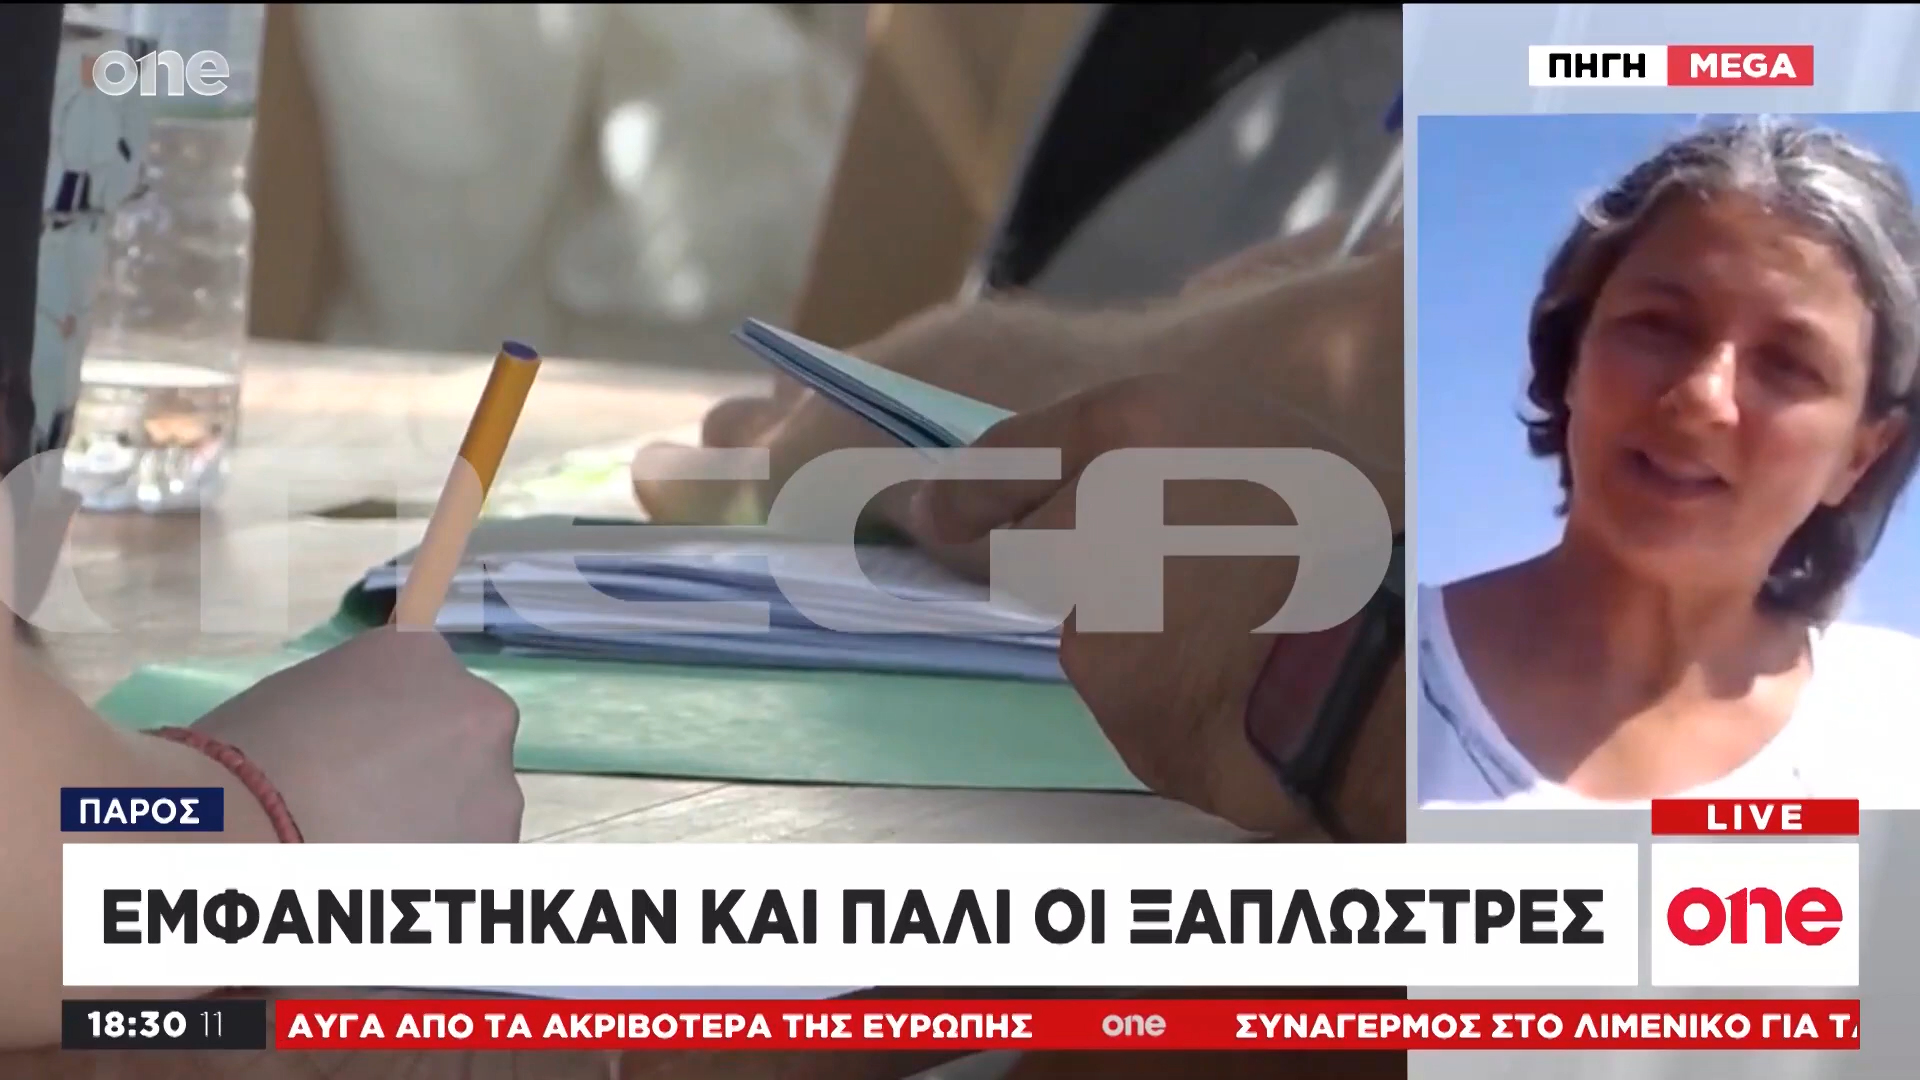 one
ΠΗΓΗ MEGA
MEGA
ΠΑΡΟΣ
LIVE
ΕΜΦΑΝΙΣΤΗΚΑΝ ΚΑΙ ΠΑΛΙ ΟΙ ΞΑΠΛΩΣΤΡΕΣ
one
18:30 11
ΑΥΓΑ ΑΠΟ ΤΑ ΑΚΡΙΒΟΤΕΡΑ ΤΗΣ ΕΥΡΩΠΗΣ one ΣΥΝΑΓΕΡΜΟΣ ΣΤΟ ΛΙΜΕΝΙΚΟ ΓΙΑ